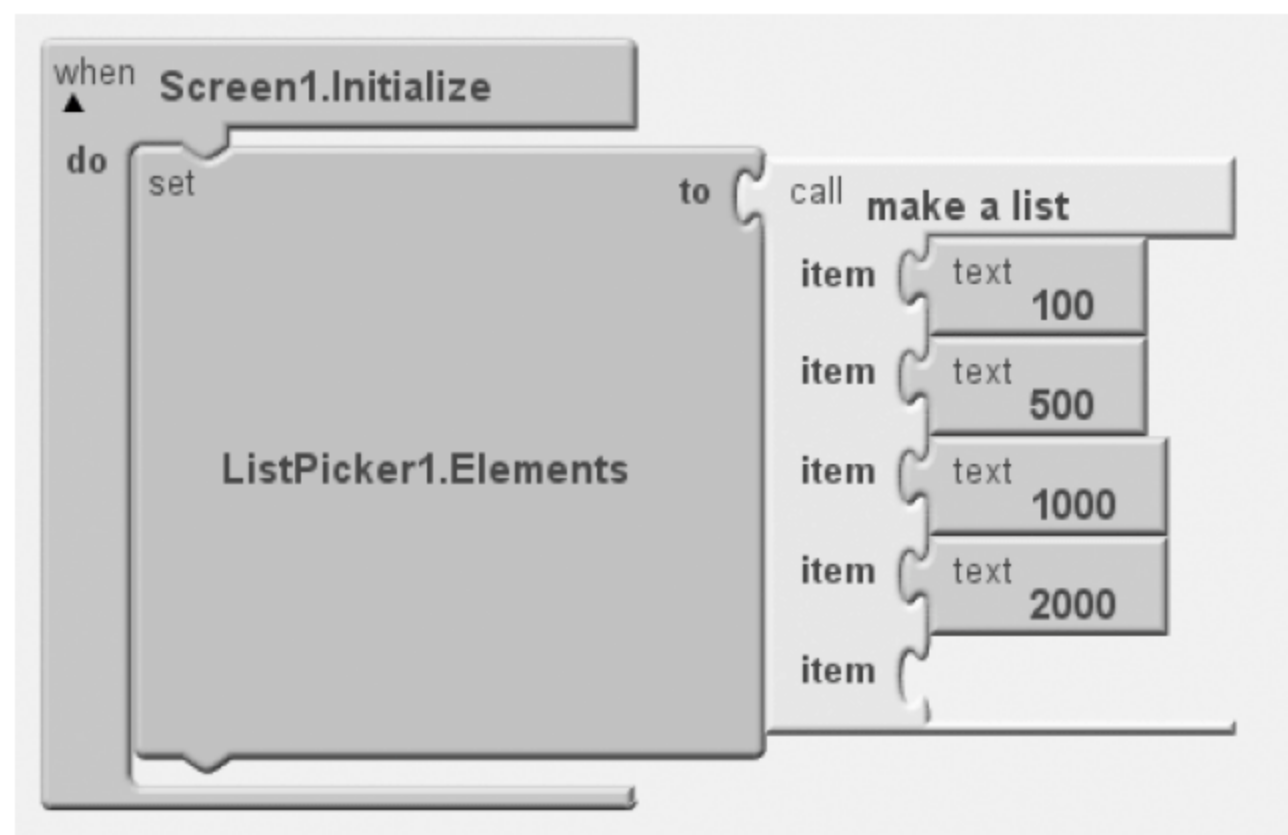 when Screen1.Initialize
do
set to call make a list
item text 100
item text 500
ListPicker1.Elements item text 1000
item text 2000
item